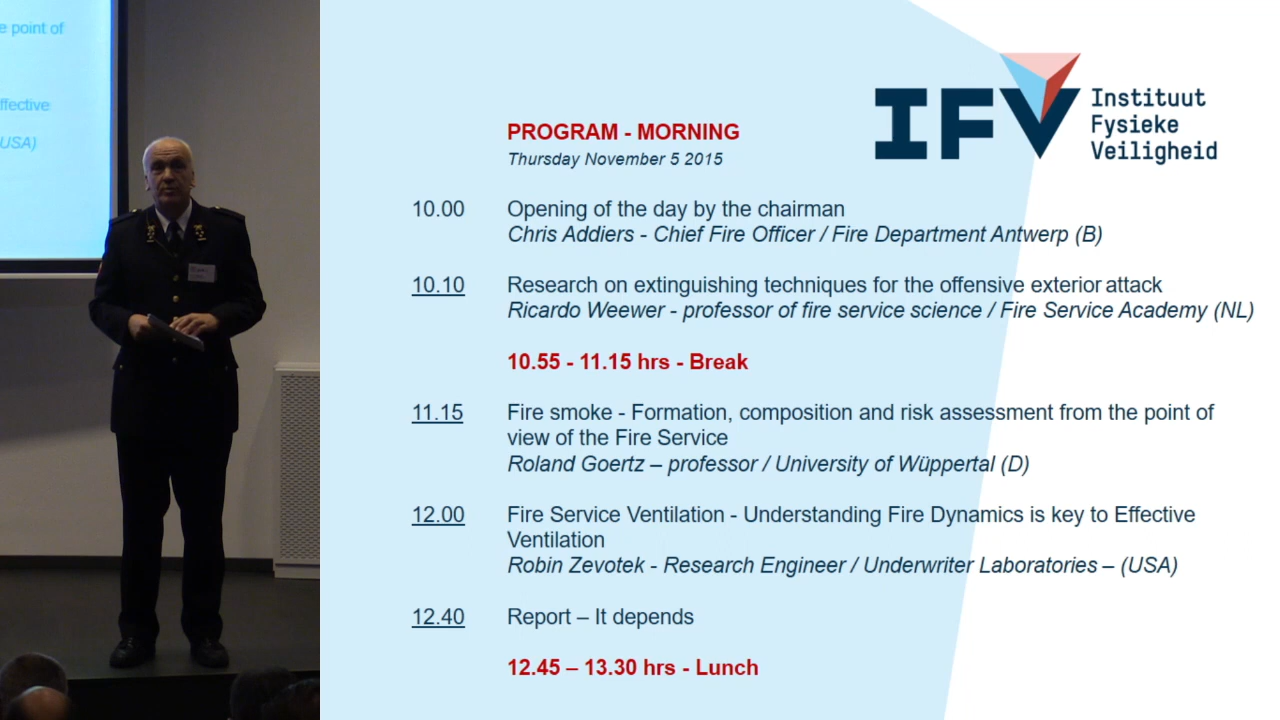 e point of
ffective
USA)
IFV Instituut
Fysieke
Veiligheid
PROGRAM - MORNING
Thursday November 5 2015
10.00 Opening of the day by the chairman
Chris Addiers - Chief Fire Officer / Fire Department Antwerp (B)
10.10 Research on extinguishing techniques for the offensive exterior attack
Ricardo Weewer - professor of fire service science / Fire Service Academy (NL)
10.55 - 11.15 hrs - Break
11.15 Fire smoke - Formation, composition and risk assessment from the point of
view of the Fire Service
Roland Goertz – professor / University of Wüppertal (D)
12.00 Fire Service Ventilation - Understanding Fire Dynamics is key to Effective
Ventilation
Robin Zevotek - Research Engineer / Underwriter Laboratories – (USA)
12.40 Report – It depends
12.45 – 13.30 hrs - Lunch